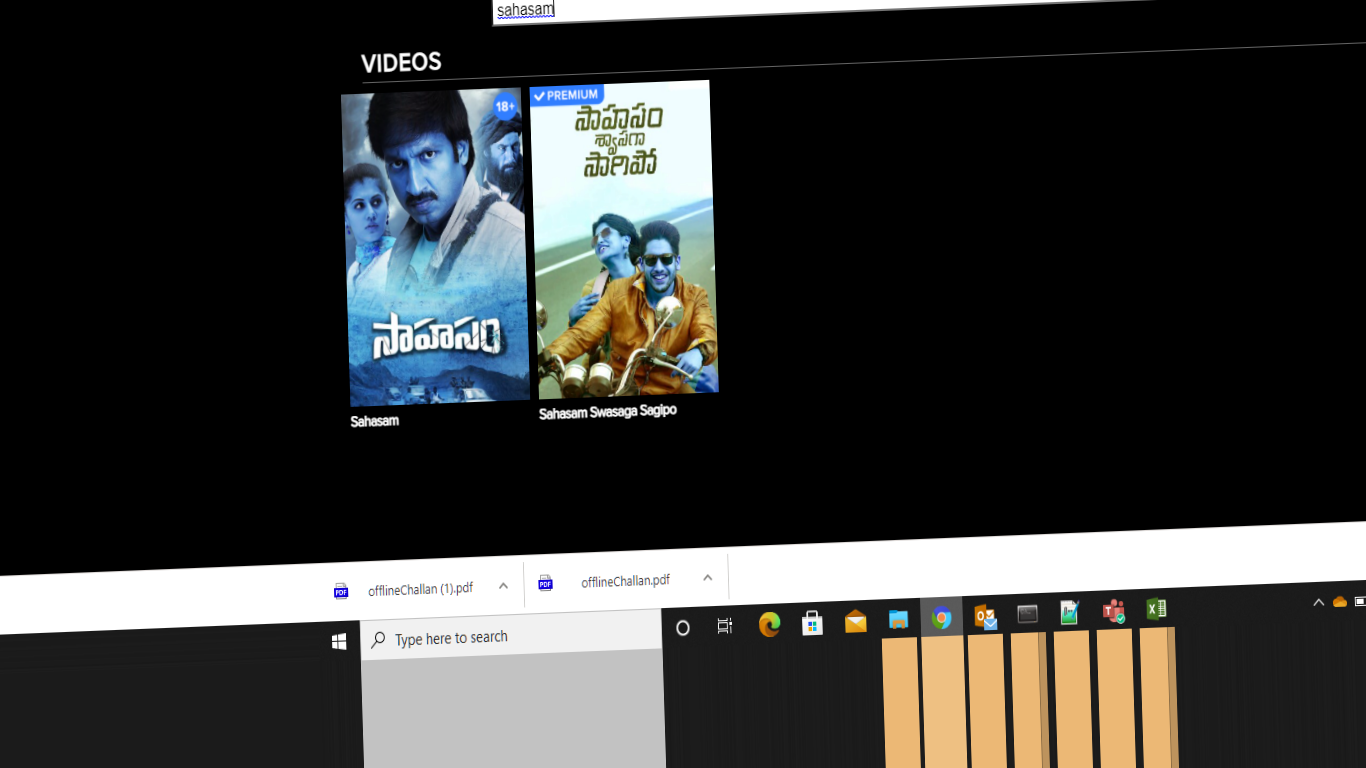 sahasam
VIDEOS
18+
సాహసం
Sahasam
PREMIUM
సాహసం
శ్వాసగా
సాగిపో
Sahasam Swasaga Sagipo
PDF
offlineChallan (1).pdf
PDF
offlineChallan.pdf
Type here to search